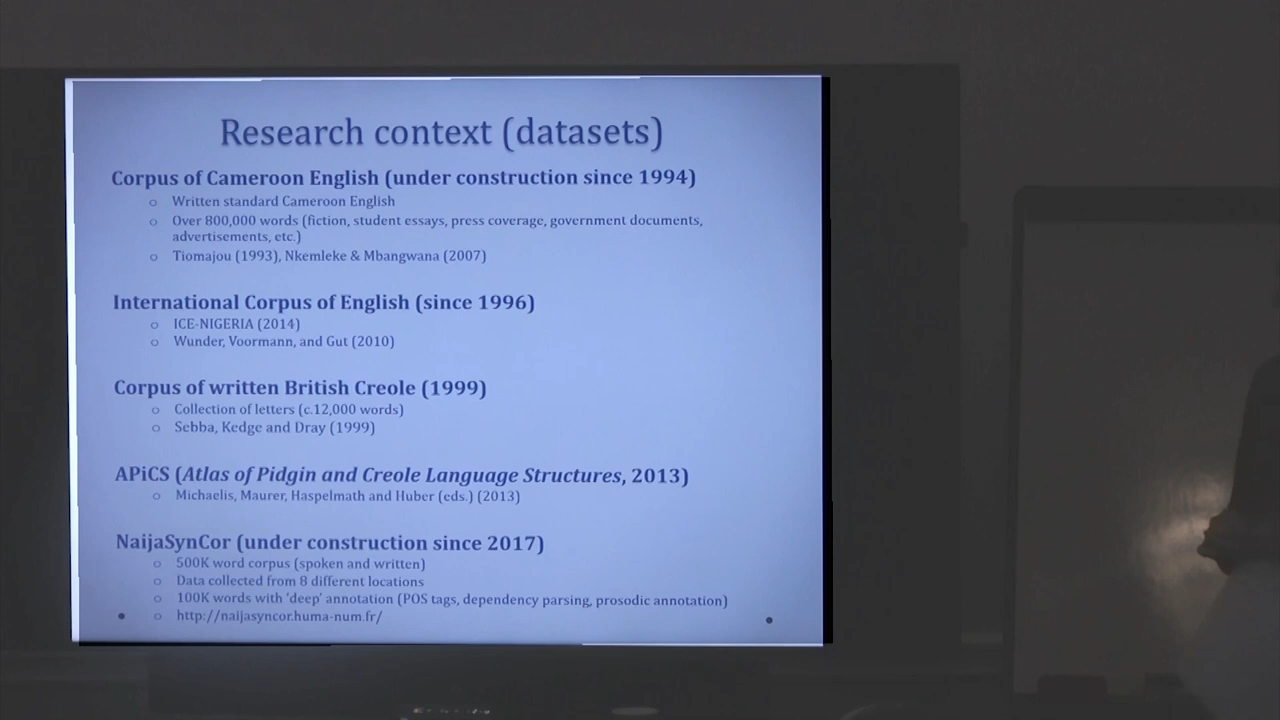 Research context (datasets)
Corpus of Cameroon English (under construction since 1994)
○ Written standard Cameroon English
○ Over 800,000 words (fiction, student essays, press coverage, government documents,
advertisements, etc.)
○ Tiomajou (1993), Nkemleke & Mbangwana (2007)
International Corpus of English (since 1996)
○ ICE-NIGERIA (2014)
○ Wunder, Voormann, and Gut (2010)
Corpus of written British Creole (1999)
○ Collection of letters (c.12,000 words)
○ Sebba, Kedge and Dray (1999)
APiCS (Atlas of Pidgin and Creole Language Structures, 2013)
○ Michaelis, Maurer, Haspelmath and Huber (eds.) (2013)
NaijaSynCor (under construction since 2017)
○ 500K word corpus (spoken and written)
○ Data collected from 8 different locations
○ 100K words with ‘deep’ annotation (POS tags, dependency parsing, prosodic annotation)
○ http://naijasyncor.huma-num.fr/